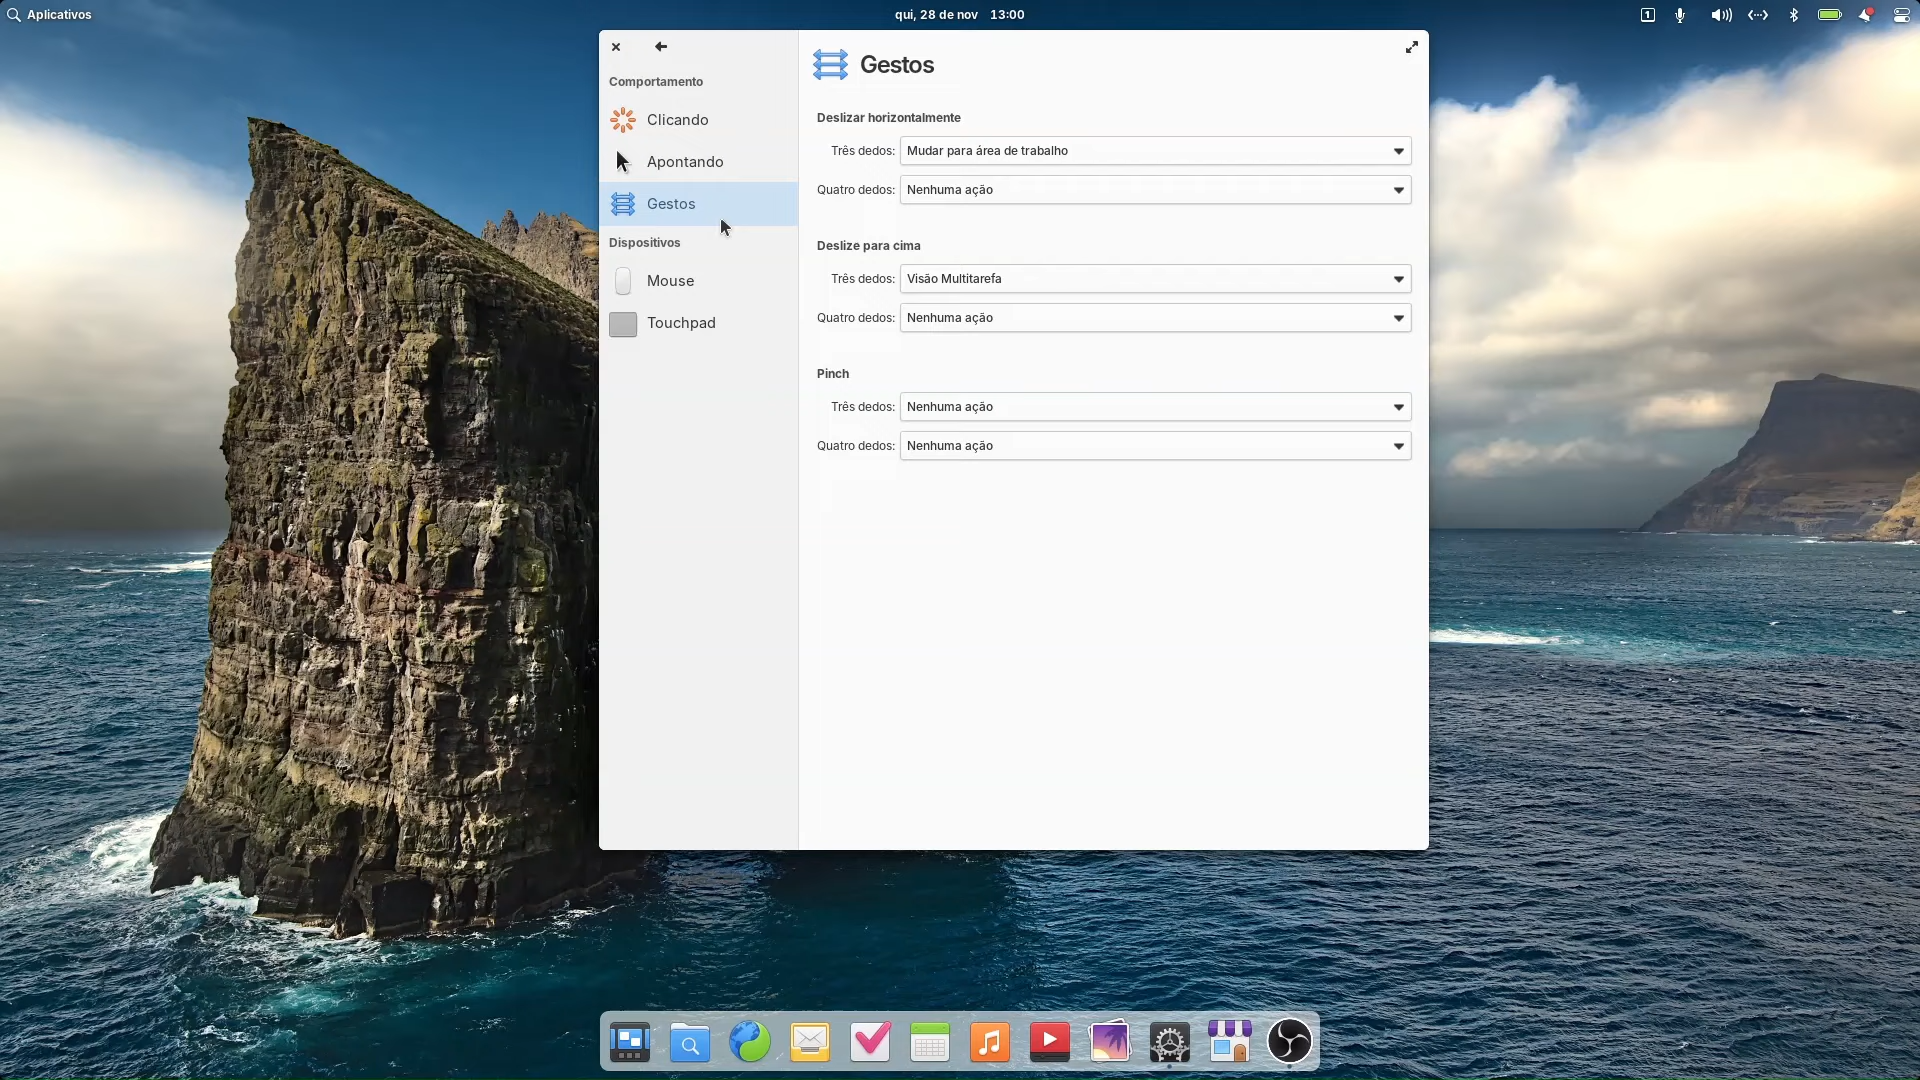 Aplicativos
qui, 28 de nov 13:00
1
Comportamento
Clicando
Apontando
Gestos
Dispositivos
Mouse
Touchpad
Gestos
Deslizar horizontalmente
Três dedos: Mudar para área de trabalho
Quatro dedos: Nenhuma ação
Deslize para cima
Três dedos: Visão Multitarefa
Quatro dedos: Nenhuma ação
Pinch
Três dedos: Nenhuma ação
Quatro dedos: Nenhuma ação